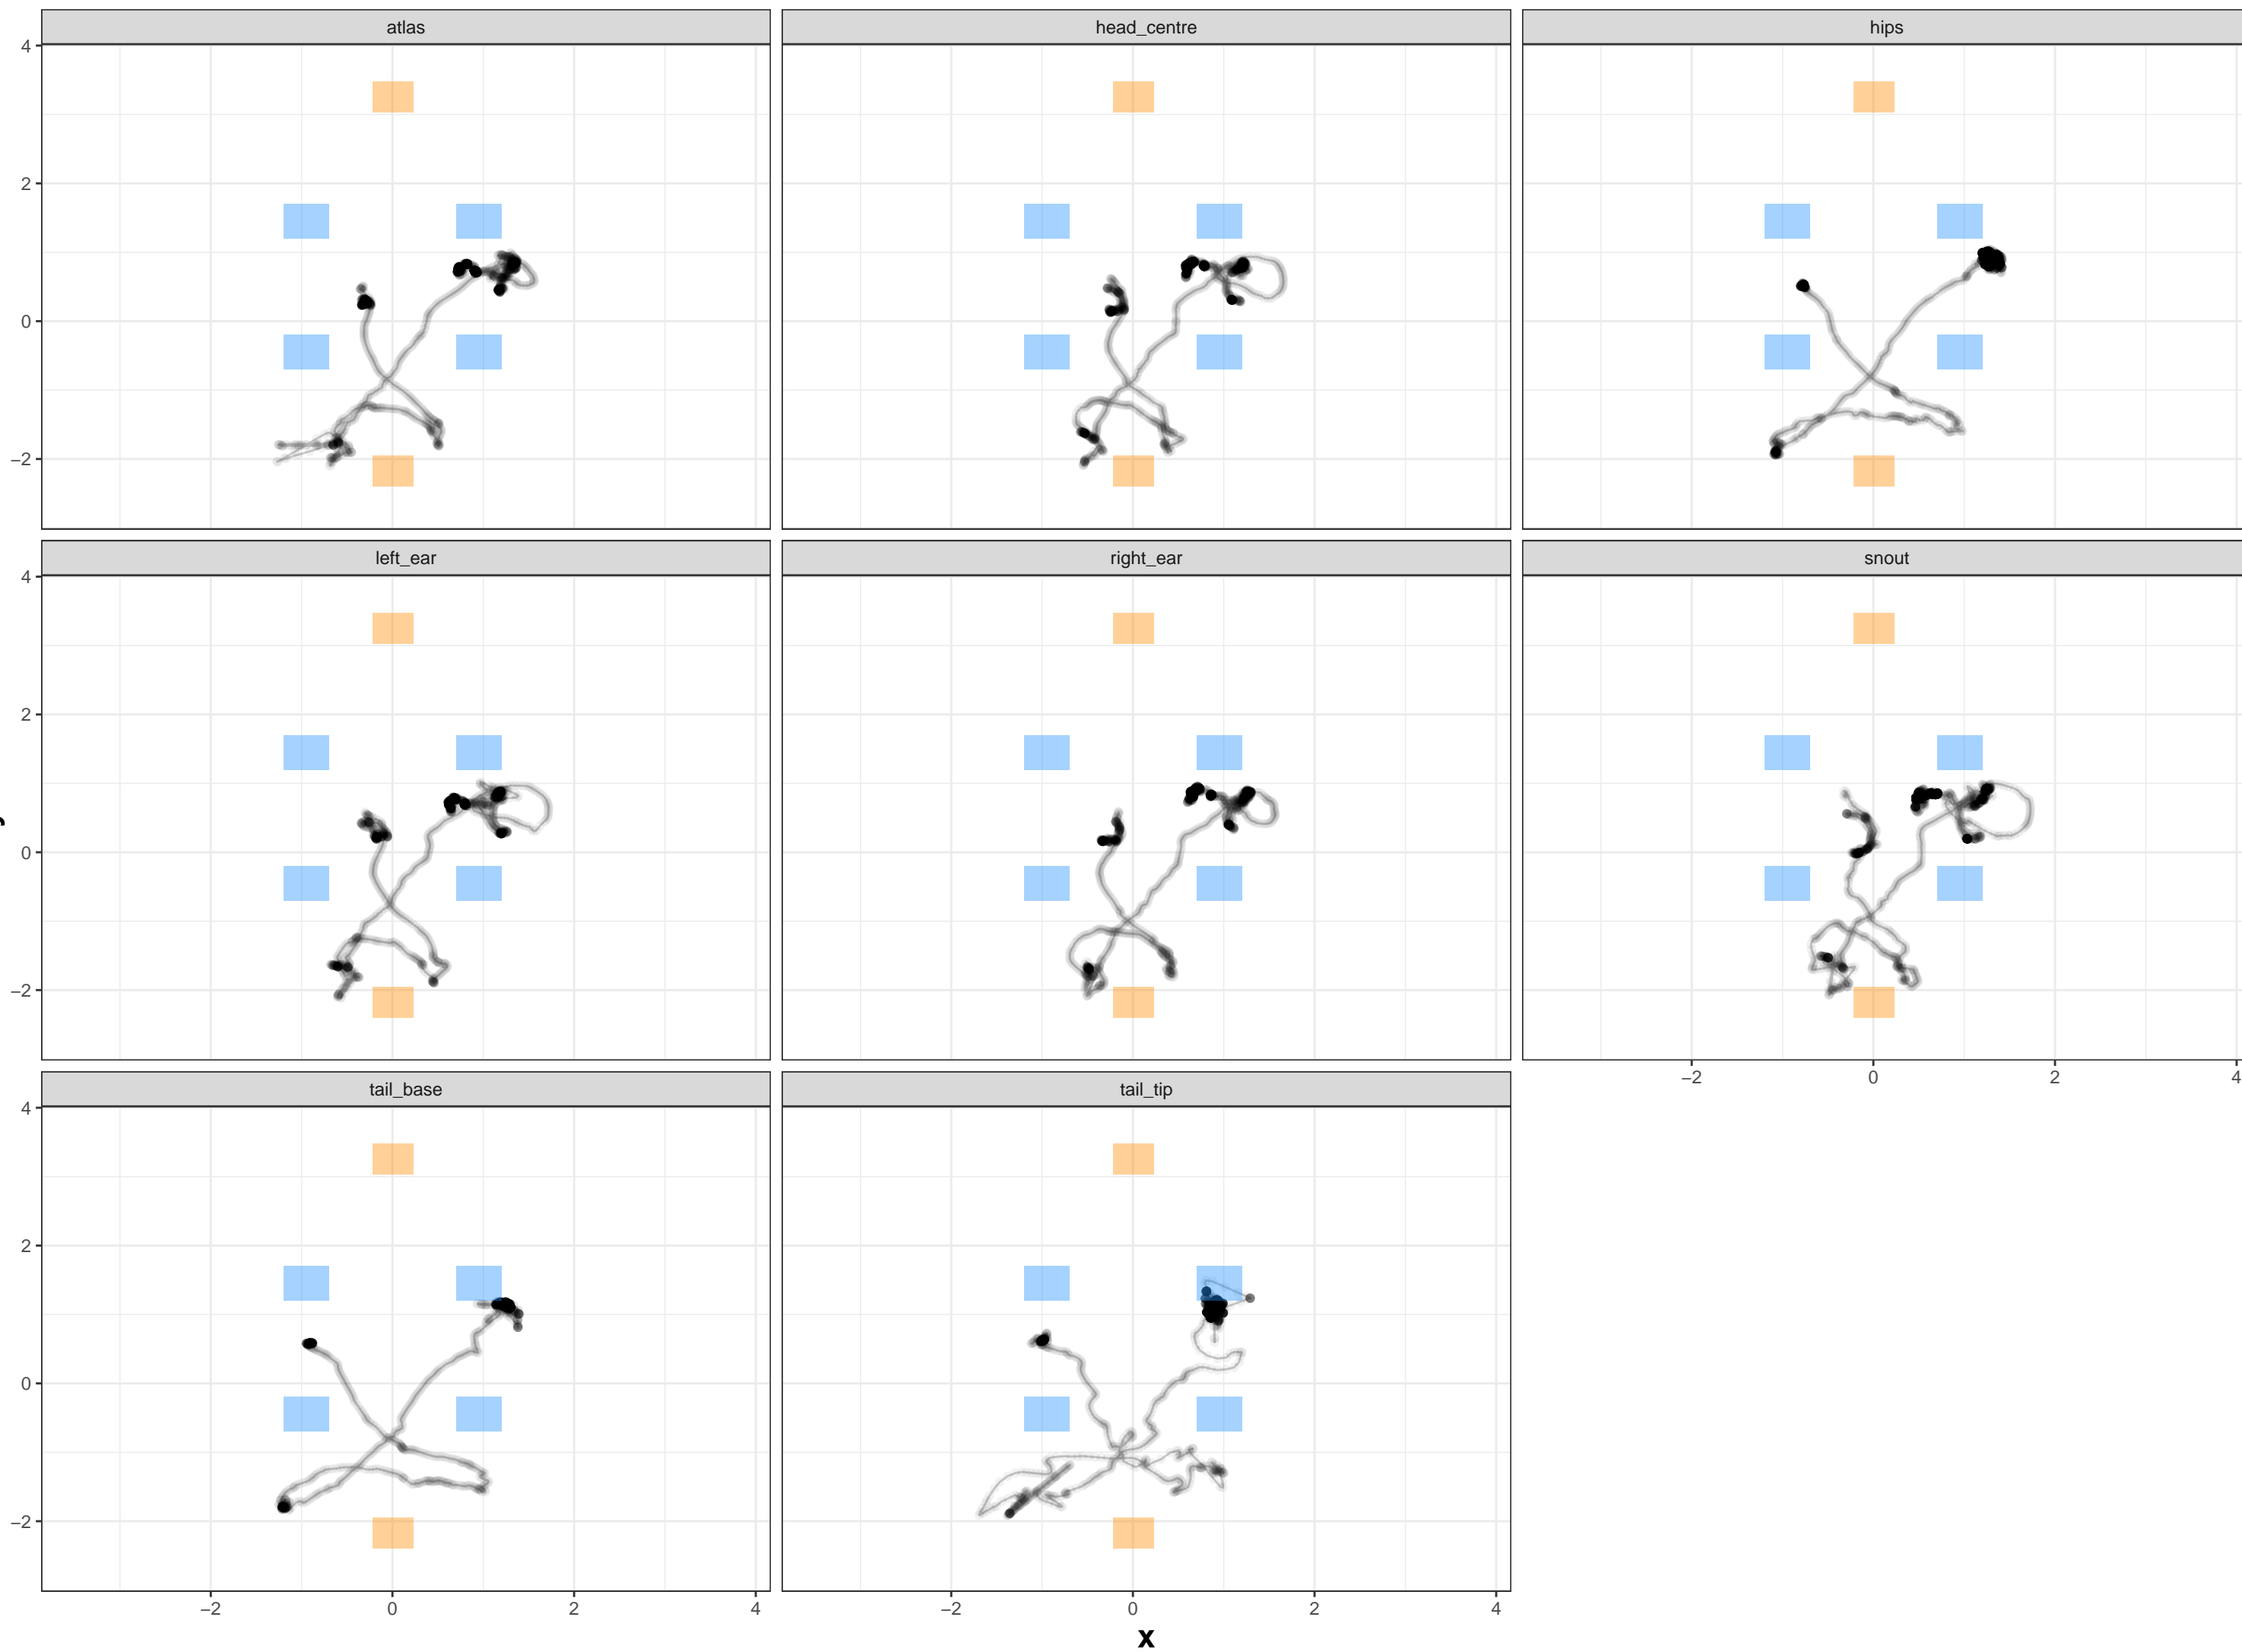 atlas head_centre hips
4
2
0
−2
left_ear right_ear snout
4
2
0
−2
−2 0 2 4
tail_base tail_tip
4
2
0
−2
−2 0 2 4 −2 0 2 4
x